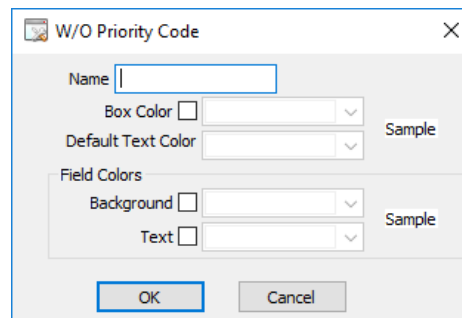 W/O Priority Code
Name
Box Color
Default Text Color
Sample
Field Colors
Background
Text
Sample
OK Cancel